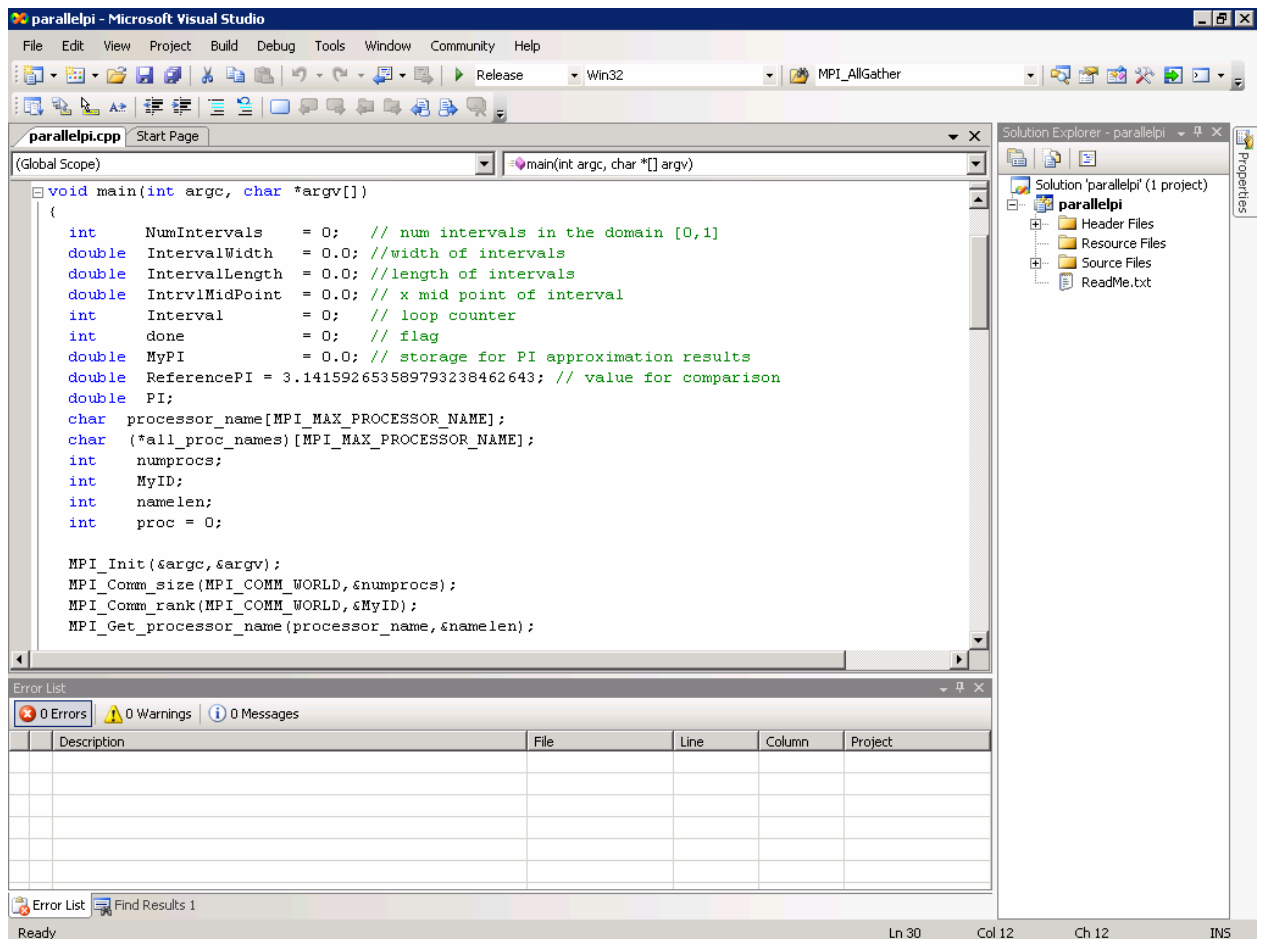 parallelpi - Microsoft Visual Studio
File Edit View Project Build Debug Tools Window Community Help
Release Win32 MPI_AllGather
parallelpi.cpp Start Page
(Global Scope) main(int argc, char *[] argv)
void main(int argc, char *argv[])
{
int NumIntervals = 0; // num intervals in the domain [0,1]
double IntervalWidth = 0.0; //width of intervals
double IntervalLength = 0.0; //length of intervals
double IntrvlMidPoint = 0.0; // x mid point of interval
int Interval = 0; // loop counter
int done = 0; // flag
double MyPI = 0.0; // storage for PI approximation results
double ReferencePI = 3.141592653589793238462643; // value for comparison
double PI;
char processor_name[MPI_MAX_PROCESSOR_NAME];
char (*all_proc_names)[MPI_MAX_PROCESSOR_NAME];
int numprocs;
int MyID;
int namelen;
int proc = 0;
MPI_Init(&argc,&argv);
MPI_Comm_size(MPI_COMM_WORLD,&numprocs);
MPI_Comm_rank(MPI_COMM_WORLD,&MyID);
MPI_Get_processor_name(processor_name,&namelen);
Solution Explorer - parallelpi
Solution 'parallelpi' (1 project)
parallelpi
Header Files
Resource Files
Source Files
ReadMe.txt
Properties
Error List
0 Errors 0 Warnings 0 Messages
Description File Line Column Project
Error List Find Results 1
Ready Ln 30 Col 12 Ch 12 INS